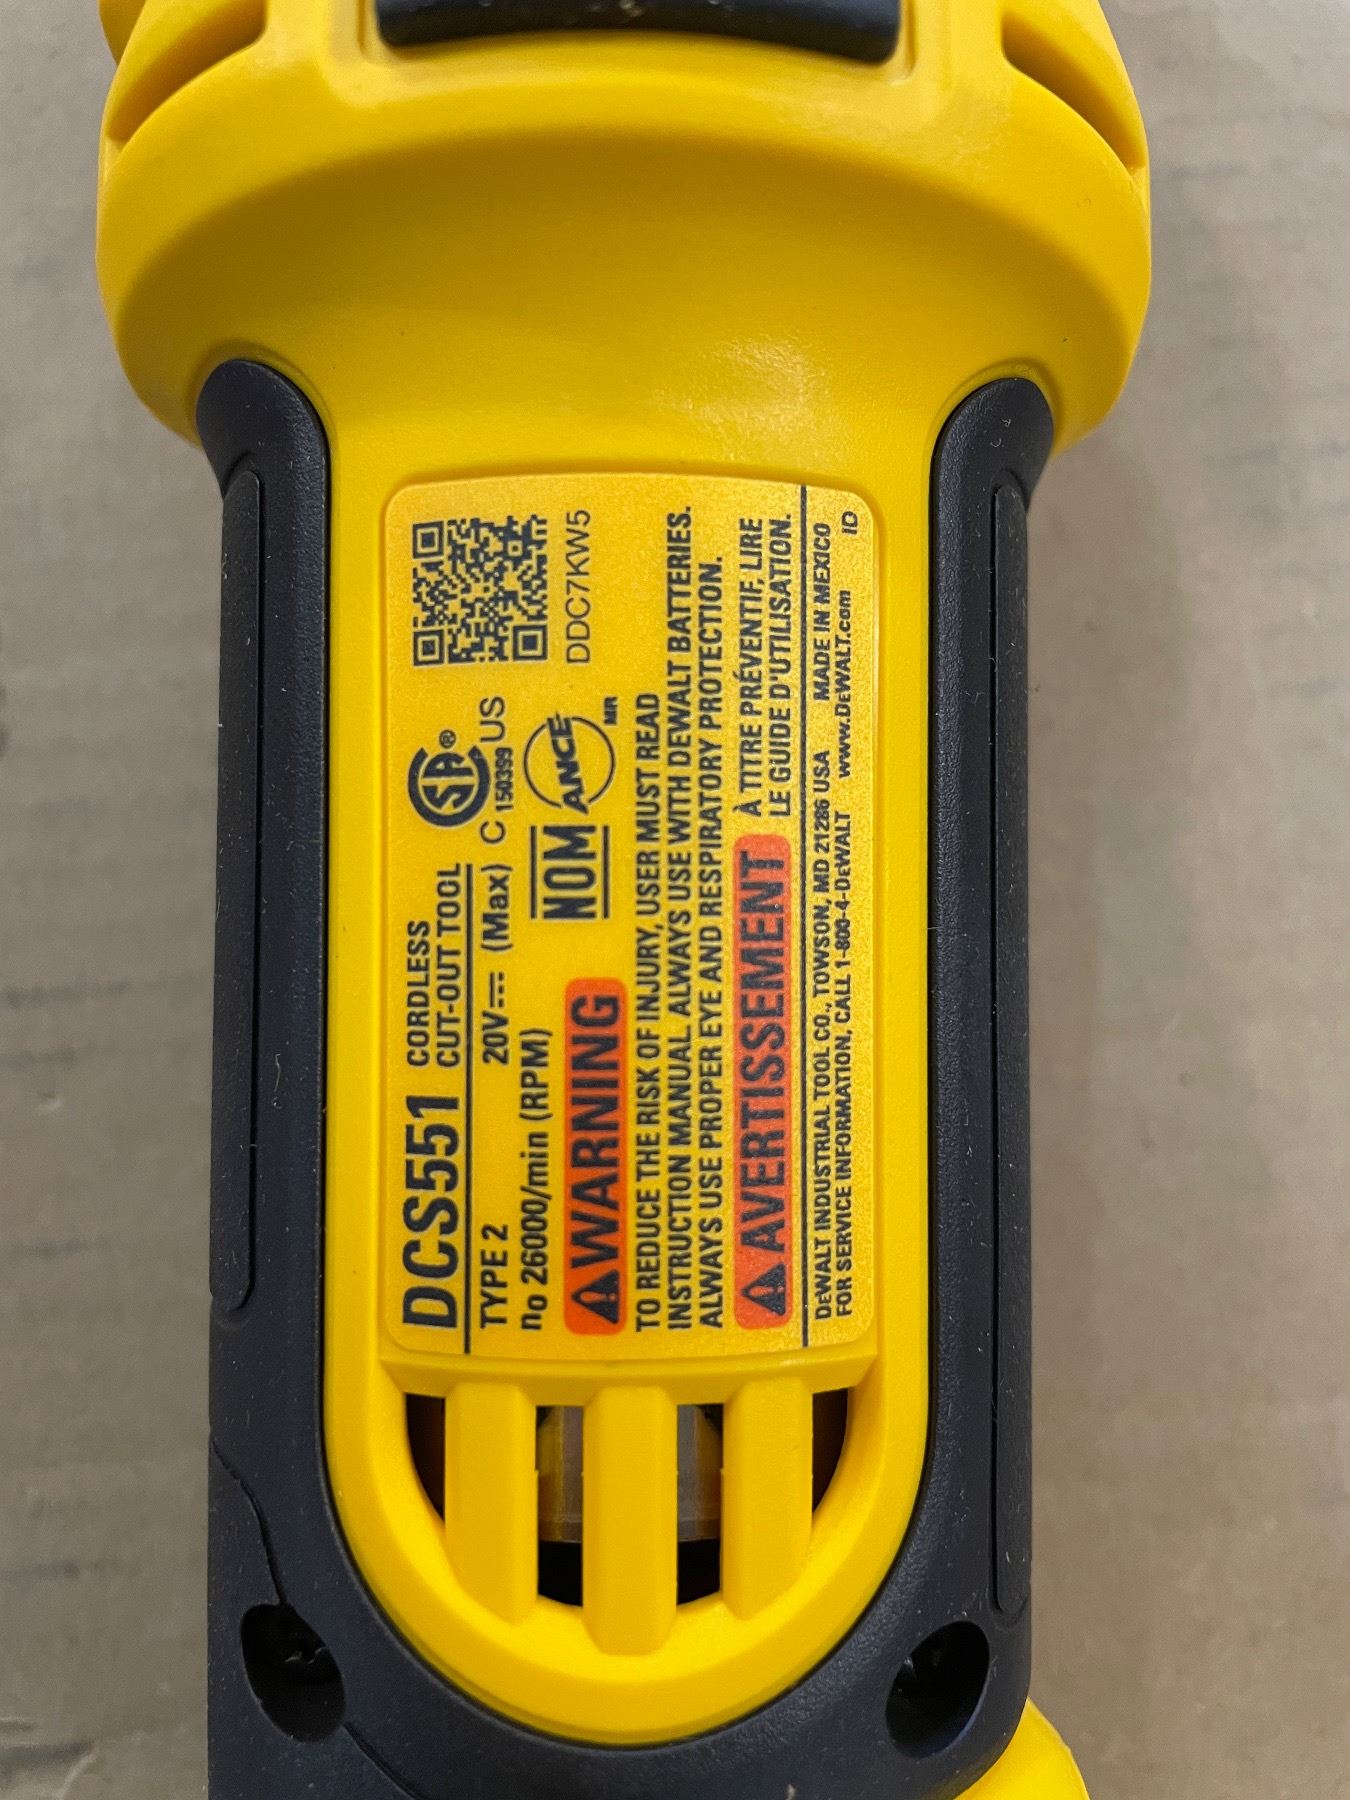 DCS551 CORDLESS
CUT-OUT TOOL
TYPE 2 20V (Max)
n0 26000/min (RPM)
SA®
C 150399 US
NOM
ANCE
MR
DDC7KW5
WARNING
TO REDUCE THE RISK OF INJURY, USER MUST READ
INSTRUCTION MANUAL. ALWAYS USE WITH DEWALT BATTERIES.
ALWAYS USE PROPER EYE AND RESPIRATORY PROTECTION.
AVERTISSEMENT
À TITRE PRÉVENTIF, LIRE
LE GUIDE D'UTILISATION.
DeWALT INDUSTRIAL TOOL CO., TOWSON, MD 21286 USA MADE IN MEXICO
FOR SERVICE INFORMATION, CALL 1-800-4-DeWALT www.DeWALT.com ID